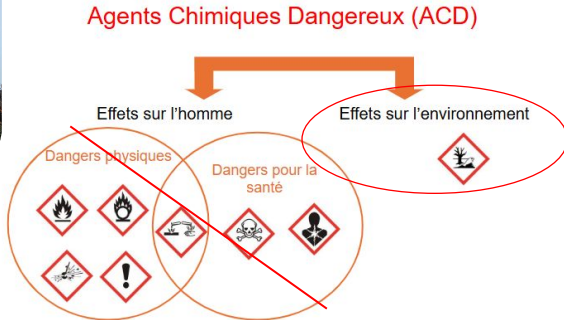 Agents Chimiques Dangereux (ACD)
Effets sur l'homme
Effets sur l'environnement
Dangers physiques
Dangers pour la
santé